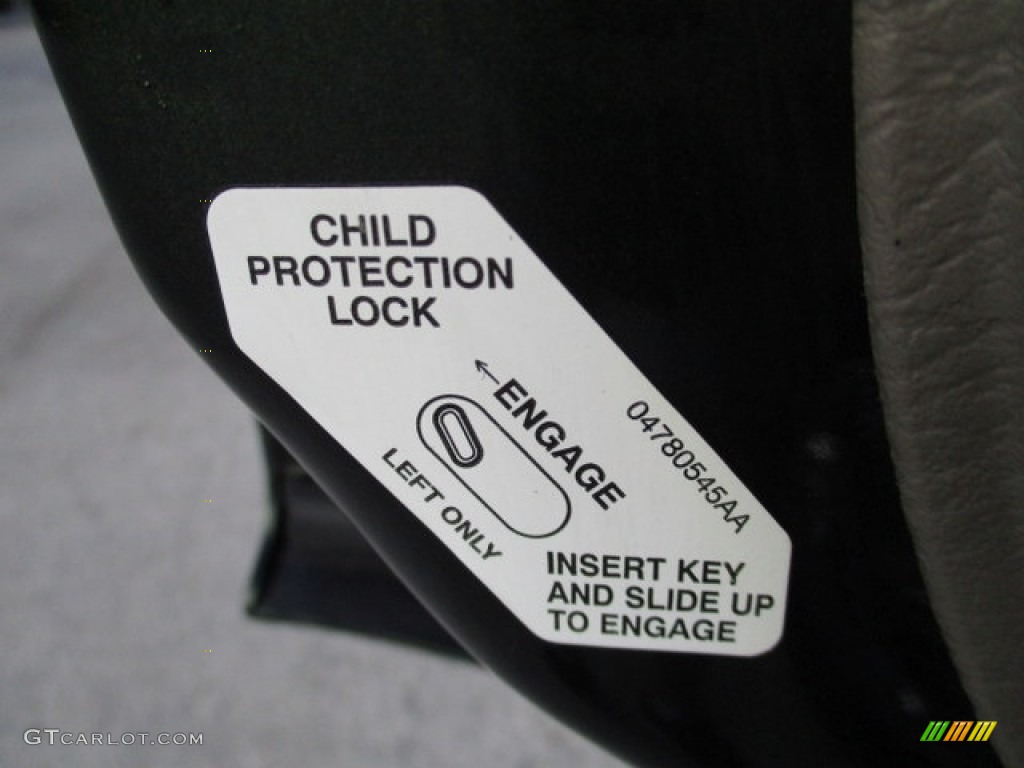 CHILD
PROTECTION
LOCK
←ENGAGE
04780545AA
LEFT ONLY
INSERT KEY
AND SLIDE UP
TO ENGAGE
GTCARLOT.COM